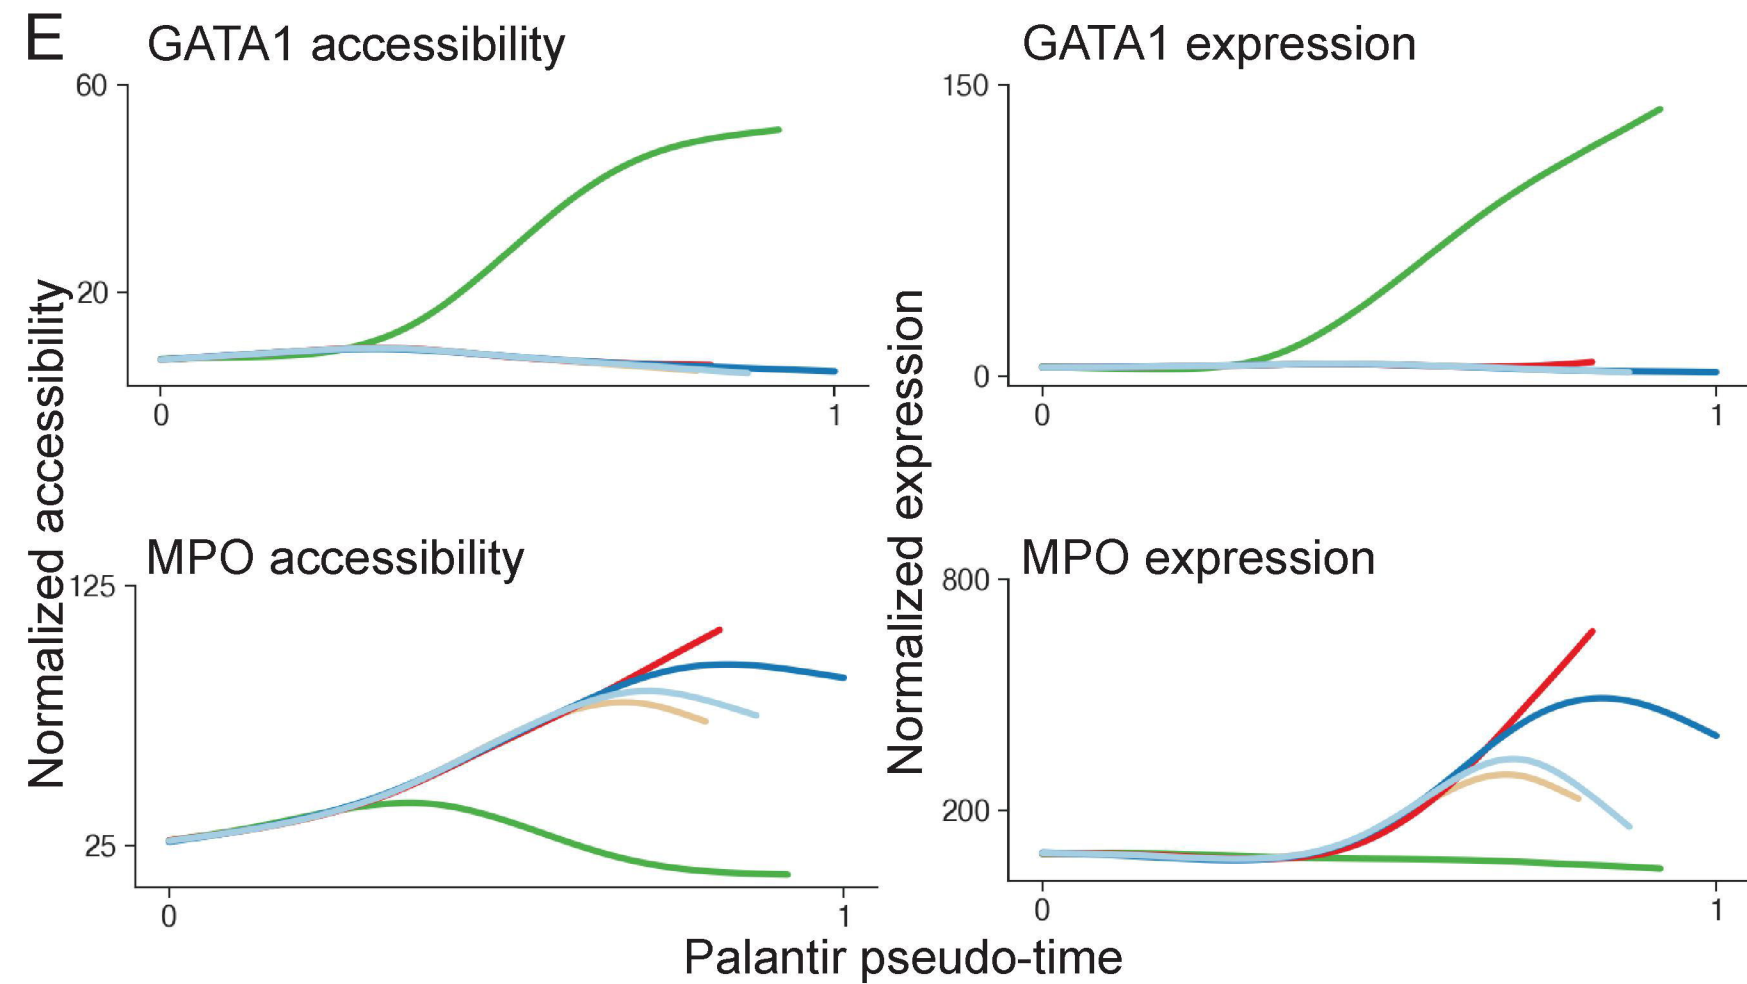 E
GATA1 accessibility
60
20
0
1
GATA1 expression
150
0
0
1
Normalized accessibility
Normalized expression
MPO accessibility
125
25
0
1
MPO expression
800
200
0
1
Palantir pseudo-time